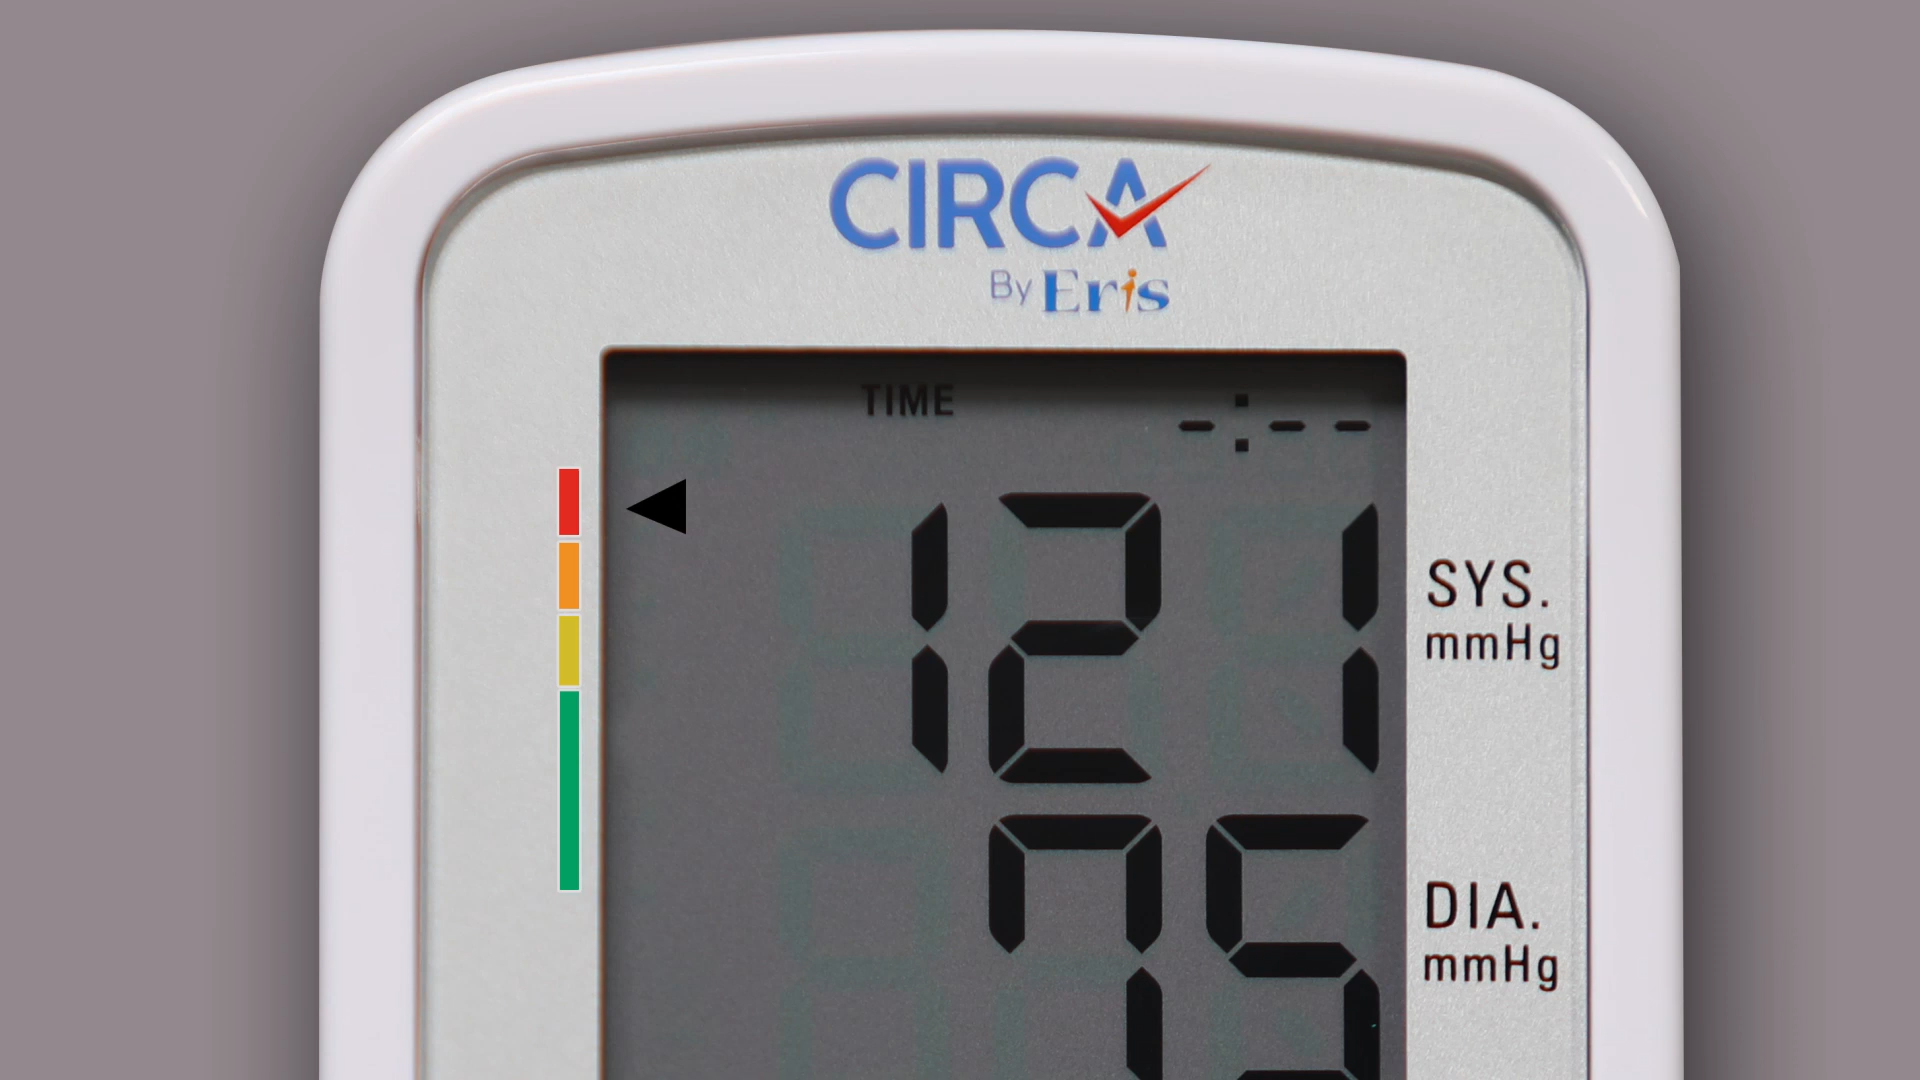 CIRCA
By Eris
TIME
-:--
121
SYS.
mmHg
75
DIA.
mmHg